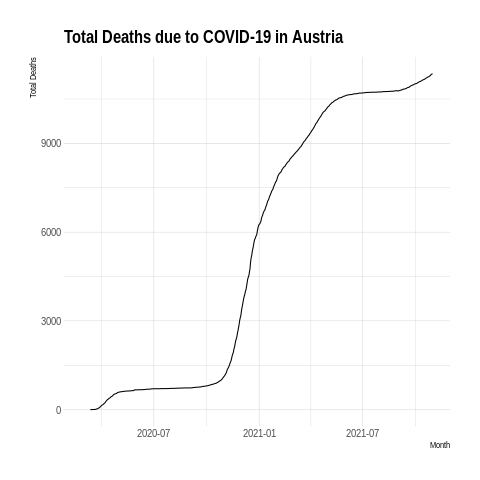 Total Deaths due to COVID-19 in Austria
Total Deaths
9000
6000
3000
0
2020-07
2021-01
2021-07
Month